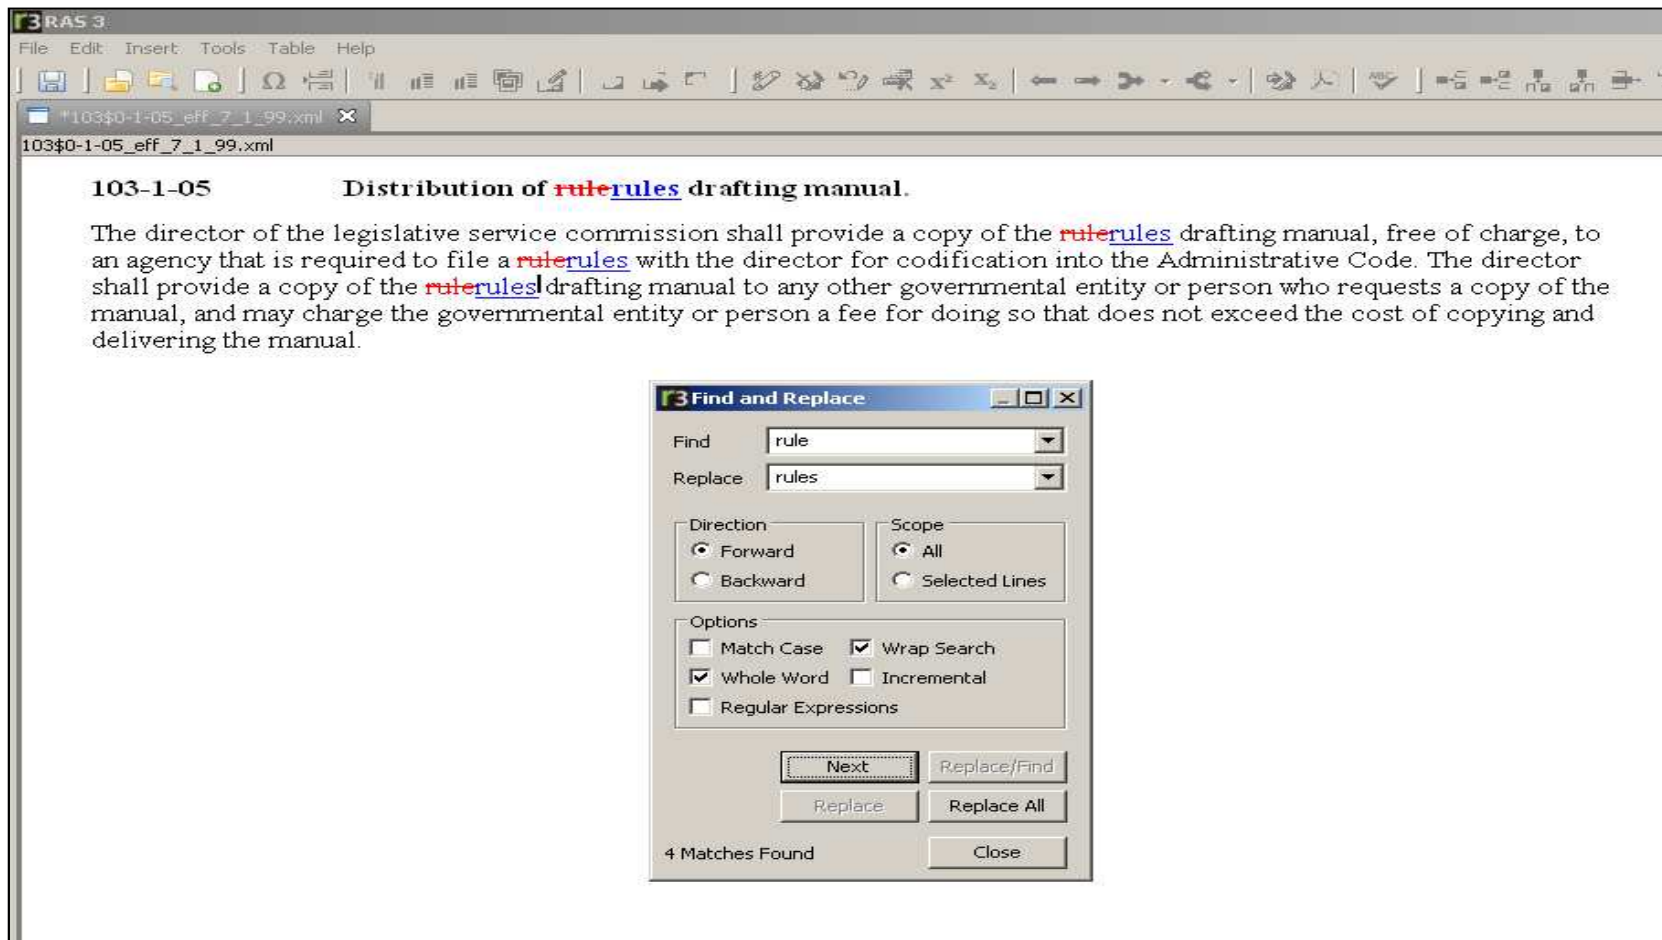 r3 RAS 3
File Edit Insert Tools Table Help
*103$0-1-05_eff_7_1_99.xml
103$0-1-05_eff_7_1_99.xml
103-1-05 Distribution of rulerules drafting manual.
The director of the legislative service commission shall provide a copy of the rulerules drafting manual, free of charge, to
an agency that is required to file a rulerules with the director for codification into the Administrative Code. The director
shall provide a copy of the rulerules drafting manual to any other governmental entity or person who requests a copy of the
manual, and may charge the governmental entity or person a fee for doing so that does not exceed the cost of copying and
delivering the manual.
r3 Find and Replace
Find rule
Replace rules
Direction Scope
Forward All
Backward Selected Lines
Options
Match Case Wrap Search
Whole Word Incremental
Regular Expressions
Next Replace/Find
Replace Replace All
4 Matches Found Close